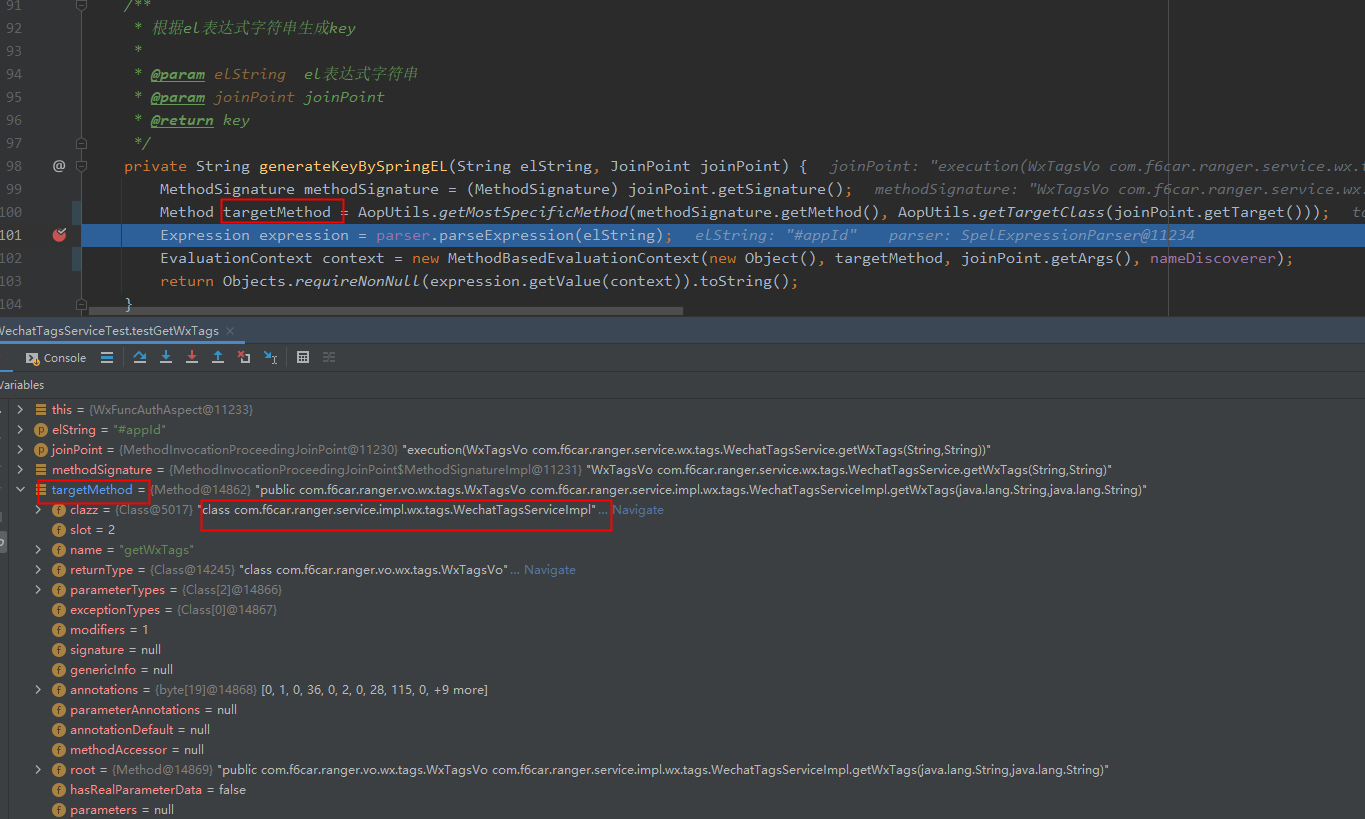 91 /**
92 * 根据el表达式字符串生成key
93 *
94 * @param elString el表达式字符串
95 * @param joinPoint joinPoint
96 * @return key
97 */
98 @ private String generateKeyBySpringEL(String elString, JoinPoint joinPoint) { joinPoint: "execution(WxTagsVo com.f6car.ranger.service.wx.t
99 MethodSignature methodSignature = (MethodSignature) joinPoint.getSignature(); methodSignature: "WxTagsVo com.f6car.ranger.service.wx.
100 Method targetMethod = AopUtils.getMostSpecificMethod(methodSignature.getMethod(), AopUtils.getTargetClass(joinPoint.getTarget())); ta
101 Expression expression = parser.parseExpression(elString); elString: "#appId" parser: SpelExpressionParser@11234
102 EvaluationContext context = new MethodBasedEvaluationContext(new Object(), targetMethod, joinPoint.getArgs(), nameDiscoverer);
103 return Objects.requireNonNull(expression.getValue(context)).toString();
104 }
WechatTagsServiceTest.testGetWxTags ×
Console
Variables
this = {WxFuncAuthAspect@11233}
p elString = "#appId"
p joinPoint = {MethodInvocationProceedingJoinPoint@11230} "execution(WxTagsVo com.f6car.ranger.service.wx.tags.WechatTagsService.getWxTags(String,String))"
methodSignature = {MethodInvocationProceedingJoinPoint$MethodSignatureImpl@11231} "WxTagsVo com.f6car.ranger.service.wx.tags.WechatTagsService.getWxTags(String,String)"
targetMethod = {Method@14862} "public com.f6car.ranger.vo.wx.tags.WxTagsVo com.f6car.ranger.service.impl.wx.tags.WechatTagsServiceImpl.getWxTags(java.lang.String,java.lang.String)"
f clazz = {Class@5017} "class com.f6car.ranger.service.impl.wx.tags.WechatTagsServiceImpl"... Navigate
f slot = 2
f name = "getWxTags"
f returnType = {Class@14245} "class com.f6car.ranger.vo.wx.tags.WxTagsVo"... Navigate
f parameterTypes = {Class[2]@14866}
f exceptionTypes = {Class[0]@14867}
f modifiers = 1
f signature = null
f genericInfo = null
f annotations = {byte[19]@14868} [0, 1, 0, 36, 0, 2, 0, 28, 115, 0, +9 more]
f parameterAnnotations = null
f annotationDefault = null
f methodAccessor = null
f root = {Method@14869} "public com.f6car.ranger.vo.wx.tags.WxTagsVo com.f6car.ranger.service.impl.wx.tags.WechatTagsServiceImpl.getWxTags(java.lang.String,java.lang.String)"
f hasRealParameterData = false
f parameters = null